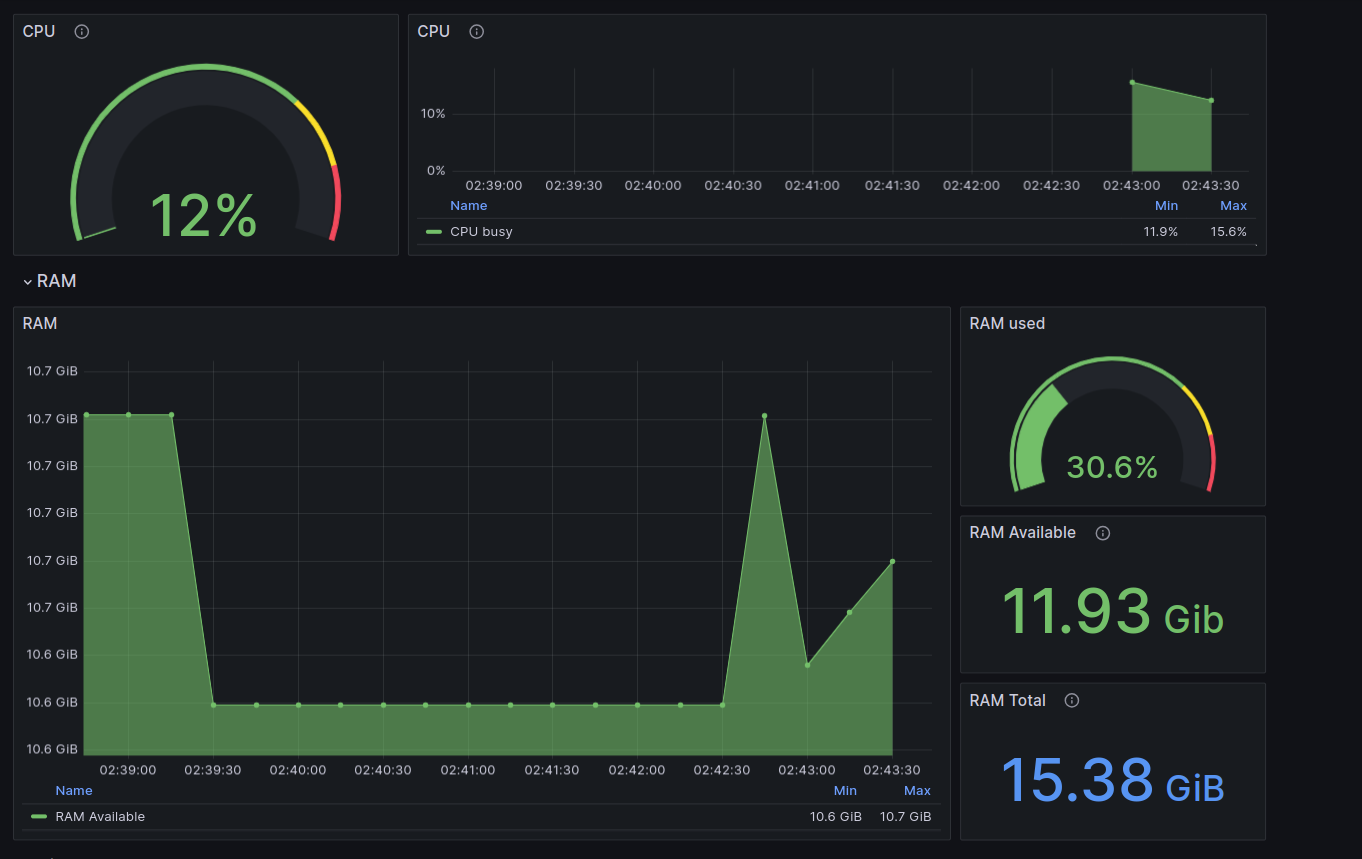 CPU
12%
CPU
10%
0%
02:39:00 02:39:30 02:40:00 02:40:30 02:41:00 02:41:30 02:42:00 02:42:30 02:43:00 02:43:30
Name Min Max
CPU busy 11.9% 15.6%
RAM
RAM
10.7 GiB
10.7 GiB
10.7 GiB
10.7 GiB
10.7 GiB
10.7 GiB
10.6 GiB
10.6 GiB
10.6 GiB
02:39:00 02:39:30 02:40:00 02:40:30 02:41:00 02:41:30 02:42:00 02:42:30 02:43:00 02:43:30
Name Min Max
RAM Available 10.6 GiB 10.7 GiB
RAM used
30.6%
RAM Available
11.93 Gib
RAM Total
15.38 GiB